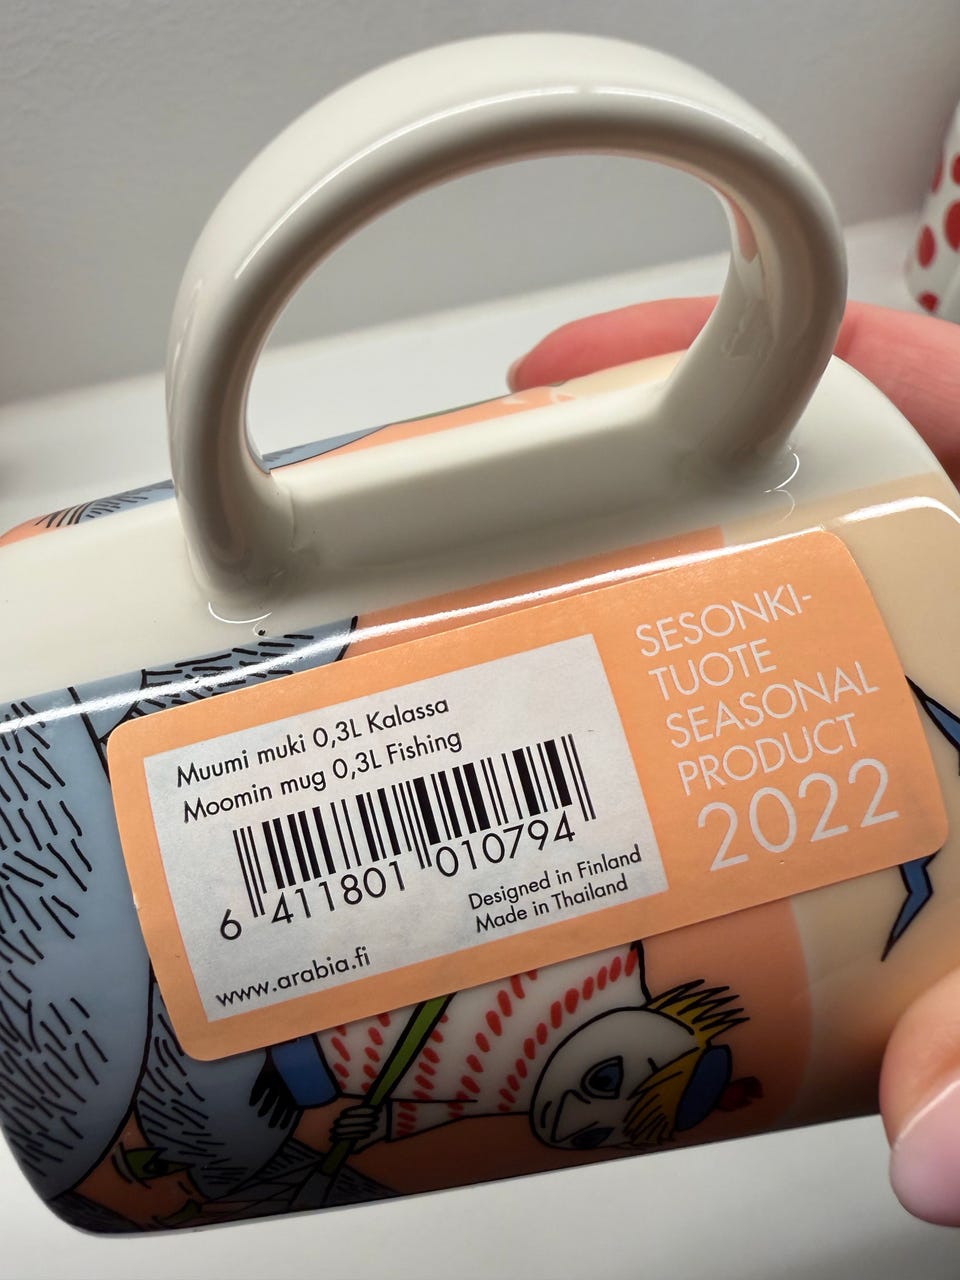 Muumi muki 0,3L Kalassa
Moomin mug 0,3L Fishing
6 411801 010794
Designed in Finland
Made in Thailand
www.arabia.fi
SESONKI-
TUOTE
SEASONAL
PRODUCT
2022